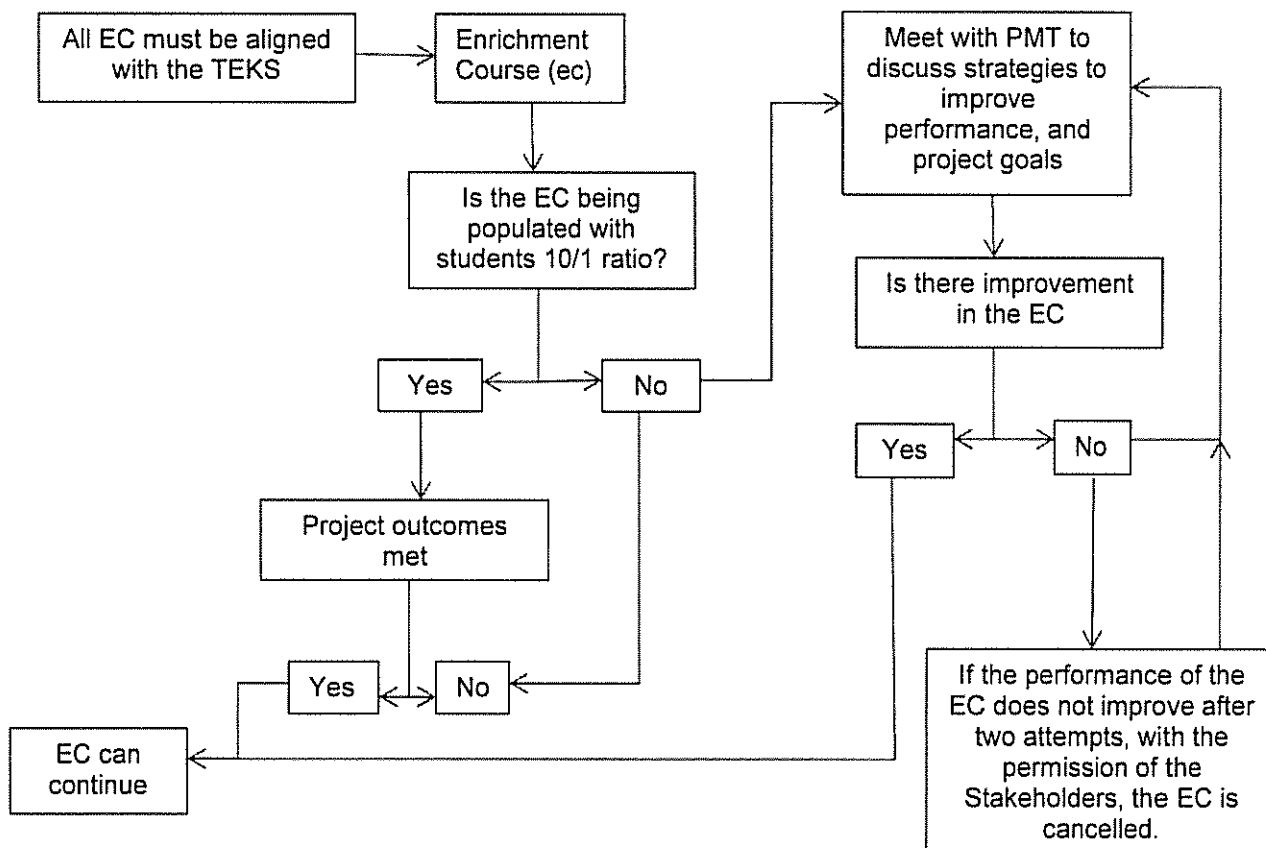 All EC must be aligned
with the TEKS
Enrichment
Course (ec)
Is the EC being
populated with
students 10/1 ratio?
Yes
No
Project outcomes
met
Yes
No
EC can
continue
Meet with PMT to
discuss strategies to
improve
performance, and
project goals
Is there improvement
in the EC
Yes
No
If the performance of the
EC does not improve after
two attempts, with the
permission of the
Stakeholders, the EC is
cancelled.